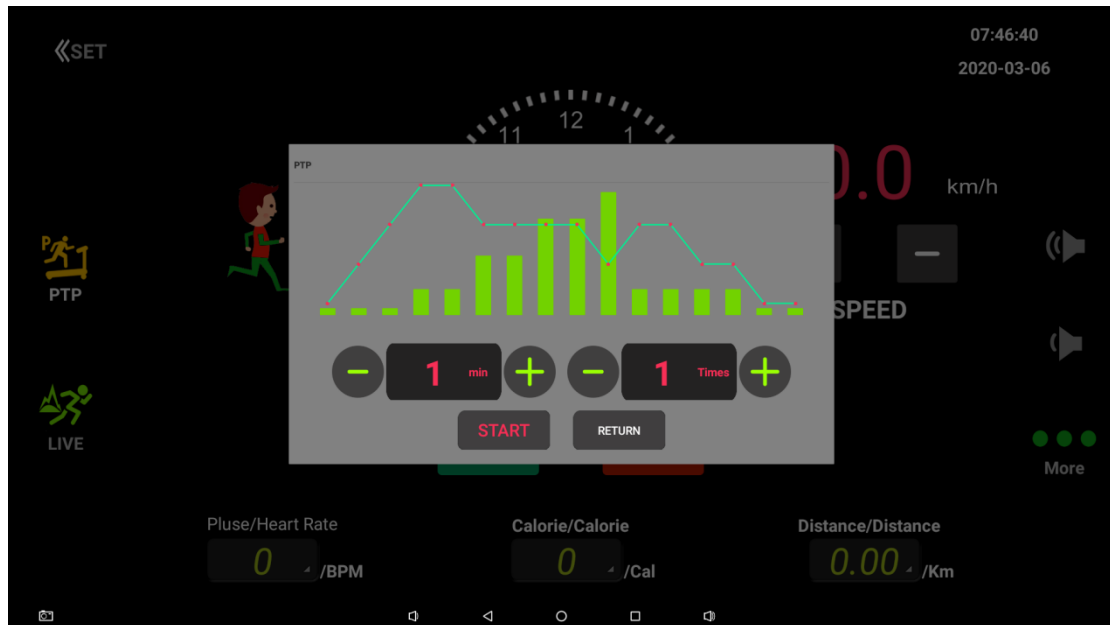 SET
07:46:40
2020-03-06
12
11
1
PTP
km/h
P
PTP
SPEED
1 min
1 Times
START
RETURN
LIVE
More
Pluse/Heart Rate
Calorie/Calorie
Distance/Distance
0 /BPM
0 /Cal
0.00 /Km